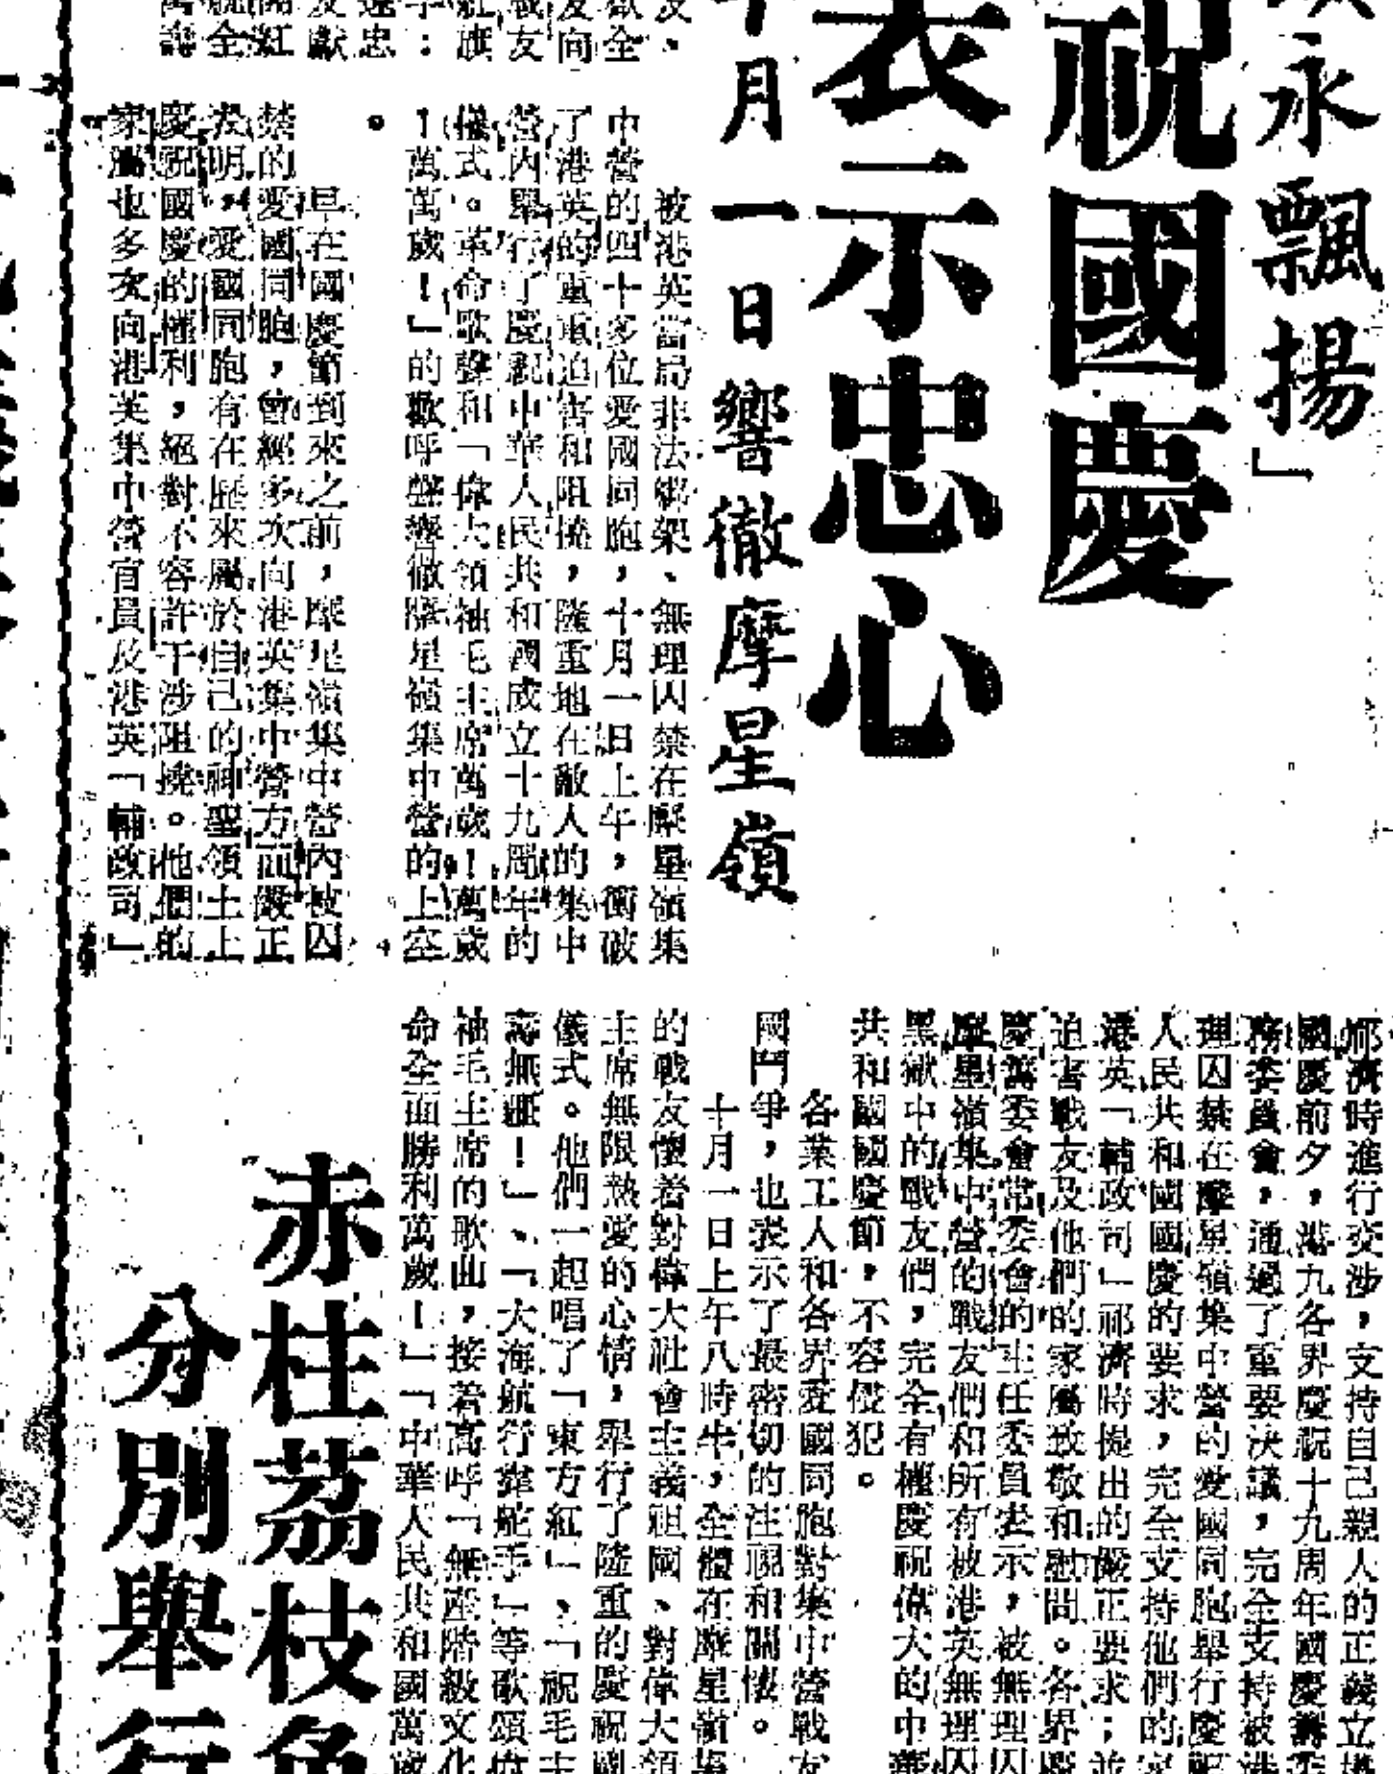 永飄揚」
祝國慶
表示忠心
年月一日響徹摩星嶺
被港英當局非法綁架、無理囚禁在摩星嶺集
中營的四十多位愛國同胞，十月一日上午，衝破
了港英的重重迫害和阻撓，隆重地在敵人的集中
營內舉行了慶祝中華人民共和國成立十九周年的
儀式。革命歌聲和「偉大領袖毛主席萬歲！萬歲
！萬萬歲！」的歡呼聲響徹摩星嶺集中營的上空
。
早在國慶節到來之前，摩星嶺集中營內被囚
禁的愛國同胞，曾經多次向港英集中營方面嚴正
表明，愛國同胞有在歷來屬於自己的神聖領土上
慶祝國慶的權利，絕對不容許干涉阻撓。他們的
家屬也多次向港英集中營官員及港英「輔政司」
祁濟時進行交涉，支持自己親人的正義立場
國慶前夕，港九各界慶祝十九周年國慶籌
務委員會，通過了重要決議，完全支持被港
理囚禁在摩星嶺集中營的愛國同胞舉行慶祝
人民共和國國慶的要求，完全支持他們的家
港英「輔政司」祁濟時提出的嚴正要求；並
迫害戰友及他們的家屬致敬和慰問。各界慶
慶籌委會常委會的主任委員表示，被無理囚
摩星嶺集中營的戰友們和所有被港英無理囚
黑獄中的戰友們，完全有權慶祝偉大的中華
共和國國慶節，不容侵犯。
各業工人和各界愛國同胞對集中營戰友
國鬥爭，也表示了最密切的注視和關懷。
十月一日上午八時半，全體在摩星嶺集
的戰友懷着對偉大社會主義祖國、對偉大領
主席無限熱愛的心情，舉行了隆重的慶祝國
儀式。他們一起唱了「東方紅」、「祝毛主
壽無疆！」、「大海航行靠舵手」等歌頌
袖毛主席的歌曲，接着高呼「無產階級文化
命全面勝利萬歲！」「中華人民共和國萬歲
赤柱荔枝角
分別舉行